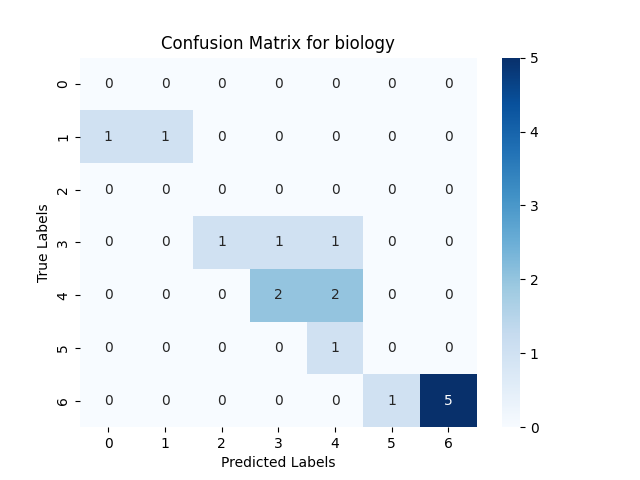 Confusion Matrix for biology
True Labels
0 0 0 0 0 0 0 0
1 1 1 0 0 0 0 0
2 0 0 0 0 0 0 0
3 0 0 1 1 1 0 0
4 0 0 0 2 2 0 0
5 0 0 0 0 1 0 0
6 0 0 0 0 0 1 5
0 1 2 3 4 5 6
Predicted Labels
5
4
3
2
1
0